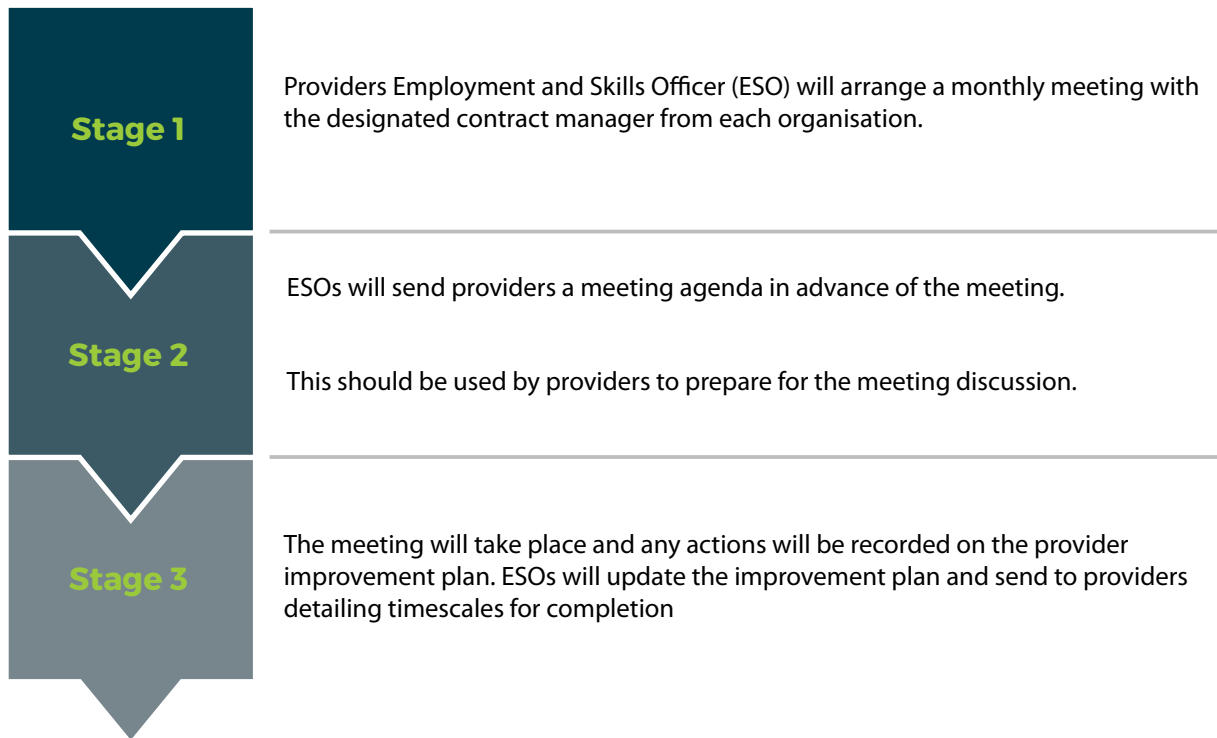 Stage 1
Providers Employment and Skills Officer (ESO) will arrange a monthly meeting with
the designated contract manager from each organisation.
Stage 2
ESOs will send providers a meeting agenda in advance of the meeting.
This should be used by providers to prepare for the meeting discussion.
Stage 3
The meeting will take place and any actions will be recorded on the provider
improvement plan. ESOs will update the improvement plan and send to providers
detailing timescales for completion